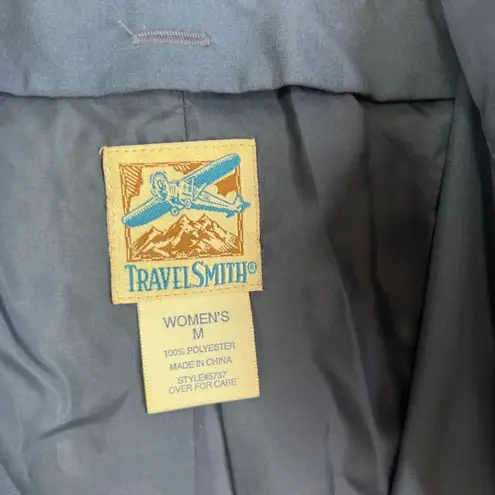 TRAVELSMITH®
WOMEN'S
M
100% POLYESTER
MADE IN CHINA
STYLE#5737
OVER FOR CARE